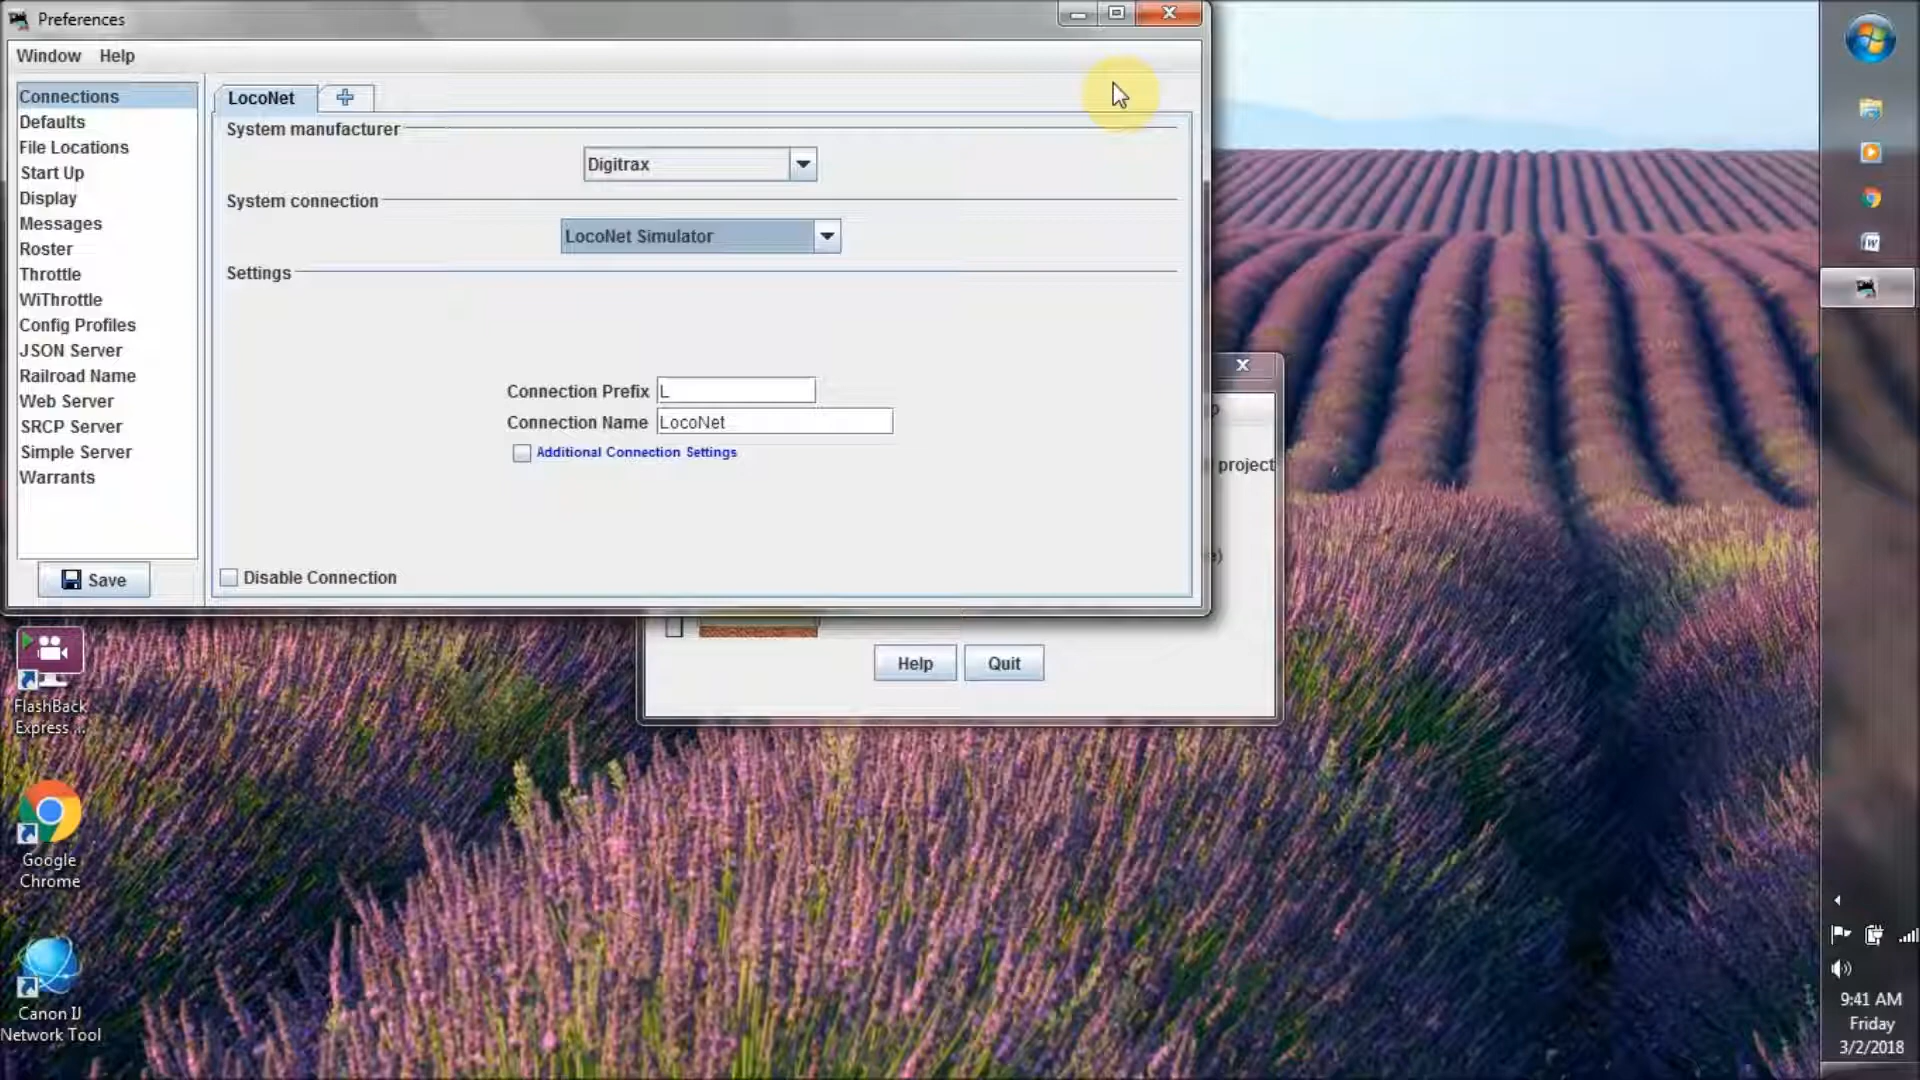 Preferences
Window Help
Connections
Defaults
File Locations
Start Up
Display
Messages
Roster
Throttle
WiThrottle
Config Profiles
JSON Server
Railroad Name
Web Server
SRCP Server
Simple Server
Warrants
Save
LocoNet
System manufacturer
Digitrax
System connection
LocoNet Simulator
Settings
Connection Prefix L
Connection Name LocoNet
Additional Connection Settings
Disable Connection
project
Help Quit
FlashBack
Express ...
Google
Chrome
Canon IJ
Network Tool
9:41 AM
Friday
3/2/2018